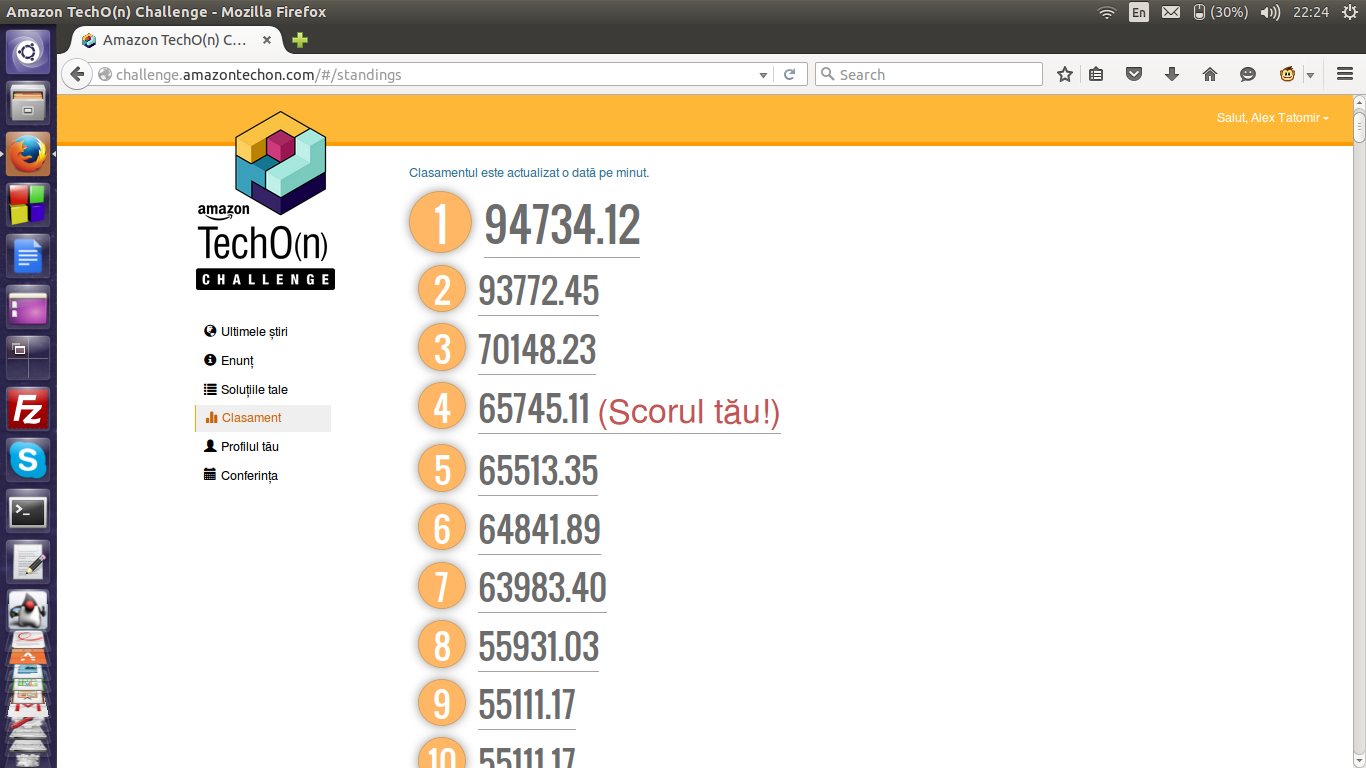 Amazon TechO(n) Challenge - Mozilla Firefox
En
(30%)
22:24
Amazon TechO(n) C...
challenge.amazontechon.com/#/standings
Search
Salut, Alex Tatomir
amazon
TechO(n)
CHALLENGE
Ultimele știri
Enunț
Soluțiile tale
Clasament
Profilul tău
Conferința
Clasamentul este actualizat o dată pe minut.
1 94734.12
2 93772.45
3 70148.23
4 65745.11 (Scorul tău!)
5 65513.35
6 64841.89
7 63983.40
8 55931.03
9 55111.17
10 55111.17